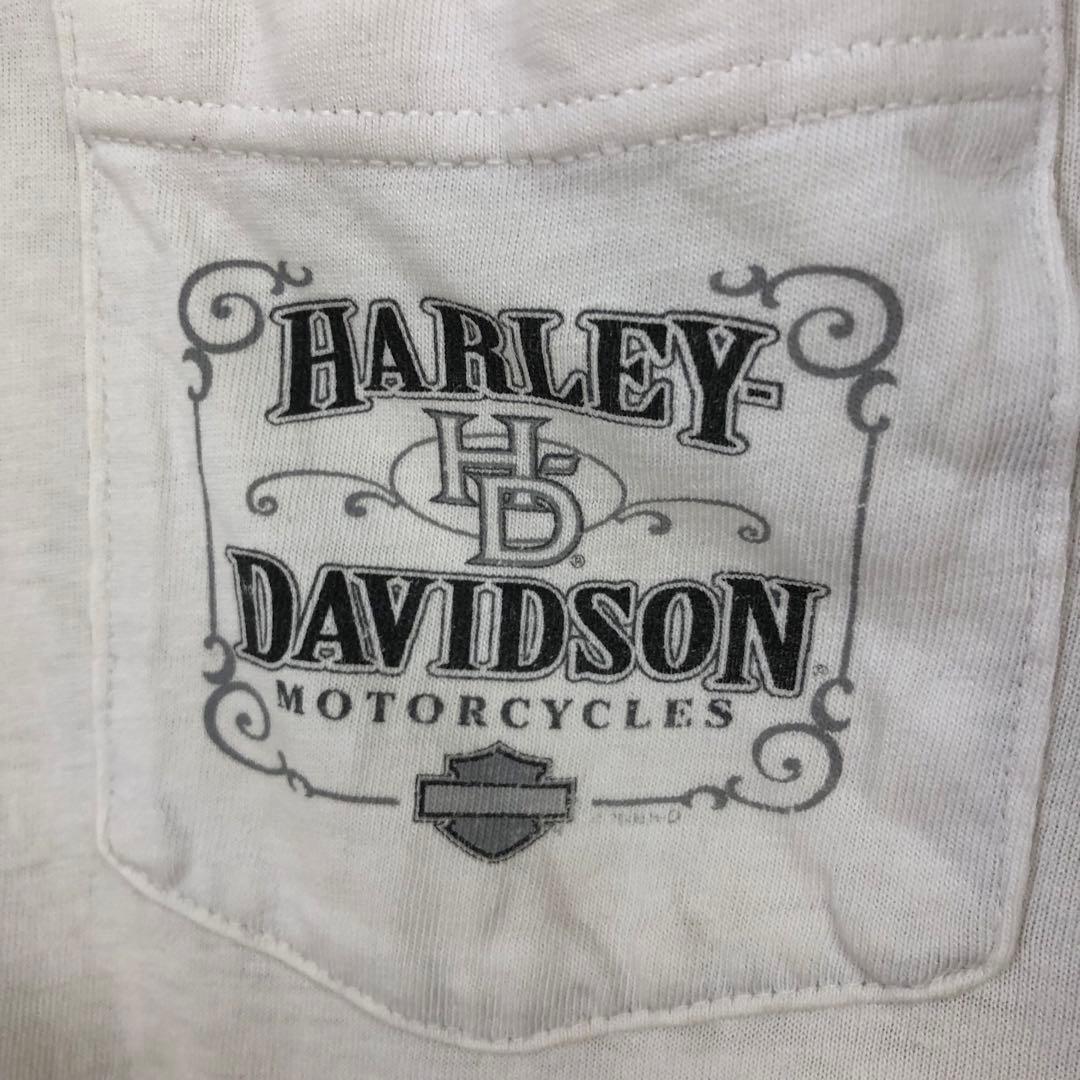 HARLEY-
H-D®
DAVIDSON®
MOTORCYCLES